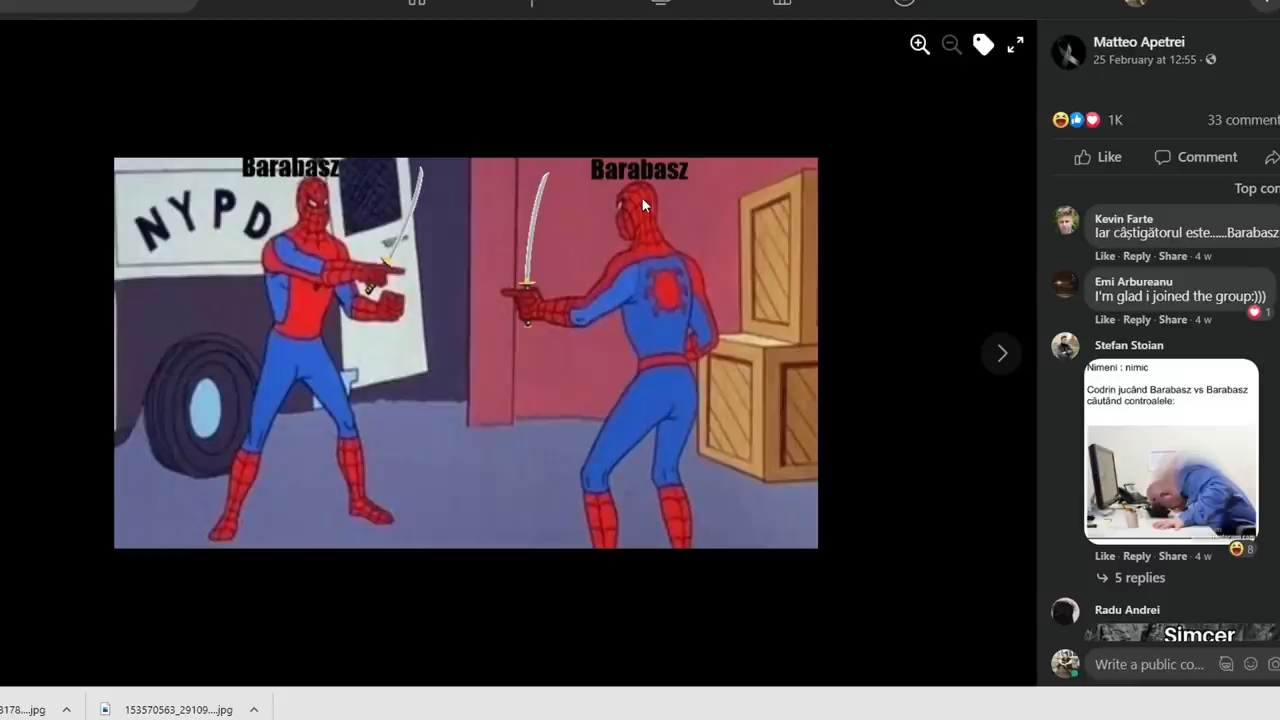 Matteo Apetrei
25 February at 12:55 ·
1K
33 comment
Like
Comment
Top co
Barabasz
Barabasz
NYPD
Kevin Farte
Iar câștigătorul este......Barabasz
Like · Reply · Share · 4 w
Emi Arbureanu
I'm glad i joined the group:)))
1
Like · Reply · Share · 4 w
Stefan Stoian
Nimeni : nimic
Codrin jucând Barabasz vs Barabasz
căutând controalele:
Like · Reply · Share · 4 w
8
5 replies
Radu Andrei
Simcer
Write a public co...
3178....jpg
153570563_29109....jpg